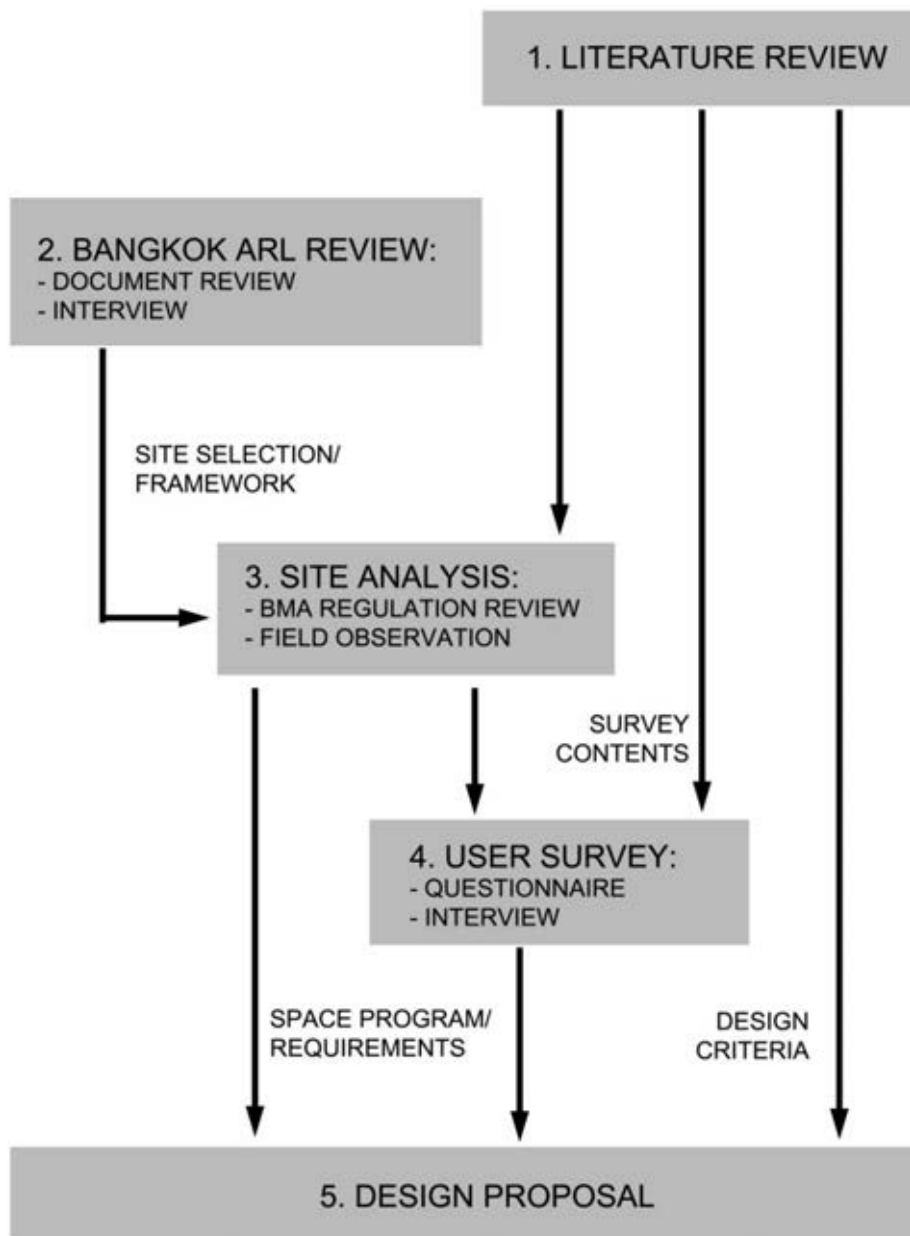 1. LITERATURE REVIEW
2. BANGKOK ARL REVIEW:
- DOCUMENT REVIEW
- INTERVIEW
SITE SELECTION/
FRAMEWORK
3. SITE ANALYSIS:
- BMA REGULATION REVIEW
- FIELD OBSERVATION
SURVEY
CONTENTS
4. USER SURVEY:
- QUESTIONNAIRE
- INTERVIEW
SPACE PROGRAM/
REQUIREMENTS
DESIGN
CRITERIA
5. DESIGN PROPOSAL